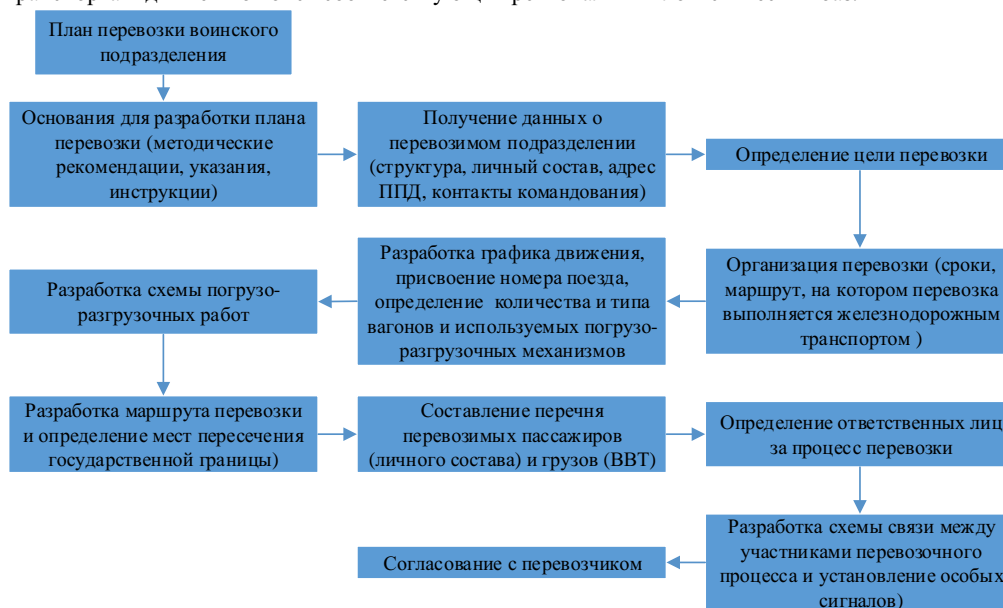 План перевозки воинского
подразделения
Основания для разработки плана
перевозки (методические
рекомендации, указания,
инструкции)
Получение данных о
перевозимом подразделении
(структура, личный состав, адрес
ППД, контакты командования)
Определение цели перевозки
Организация перевозки (сроки,
маршрут, на котором перевозка
выполняется железнодорожным
транспортом )
Разработка графика движения,
присвоение номера поезда,
определение количества и типа
вагонов и используемых погрузо-
разгрузочных механизмов
Разработка схемы погрузо-
разгрузочных работ
Разработка маршрута перевозки
и определение мест пересечения
государственной границы)
Составление перечня
перевозимых пассажиров
(личного состава) и грузов (ВВТ)
Определение ответственных лиц
за процесс перевозки
Разработка схемы связи между
участниками перевозочного
процесса и установление особых
сигналов)
Согласование с перевозчиком